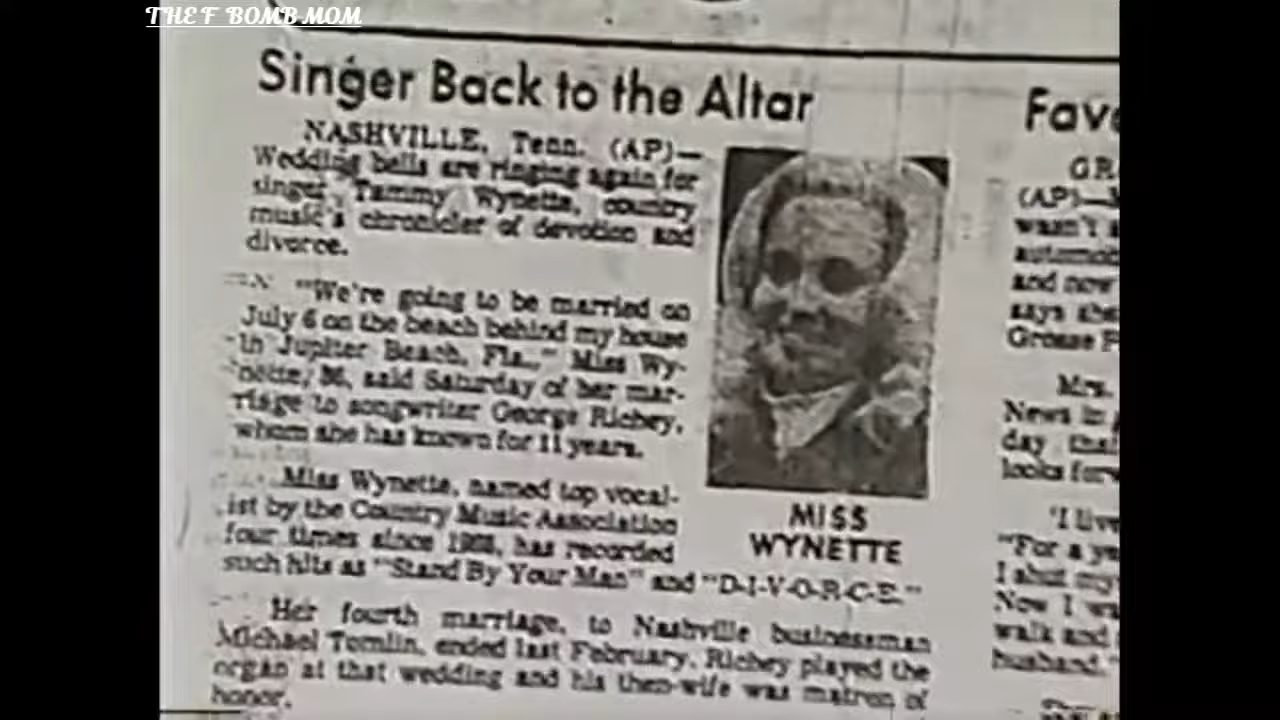 THE F BOMB MOM
Singer Back to the Altar
NASHVILLE, Tenn. (AP)—
Wedding bells are ringing again for
singer Tammy Wynette, country
music's chronicler of devotion and
divorce.
"We're going to be married on
July 6 on the beach behind my house
in Jupiter Beach, Fla.," Miss Wy-
nette, 36, said Saturday of her mar-
riage to songwriter George Richey,
whom she has known for 11 years.
Miss Wynette, named top vocal-
ist by the Country Music Association
four times since 1968, has recorded
such hits as "Stand By Your Man" and "D-I-V-O-R-C-E."
Her fourth marriage, to Nashville businessman
Michael Tomlin, ended last February. Richey played the
organ at that wedding and his then-wife was matron of
honor.
MISS
WYNETTE
Fave
GR
(AP)—
wasn't a
automob
and now
says she
Grosse P
Mrs.
News in
day that
looks forw
"I live
"For a ye
I shut my
Now I wa
walk and
husband."